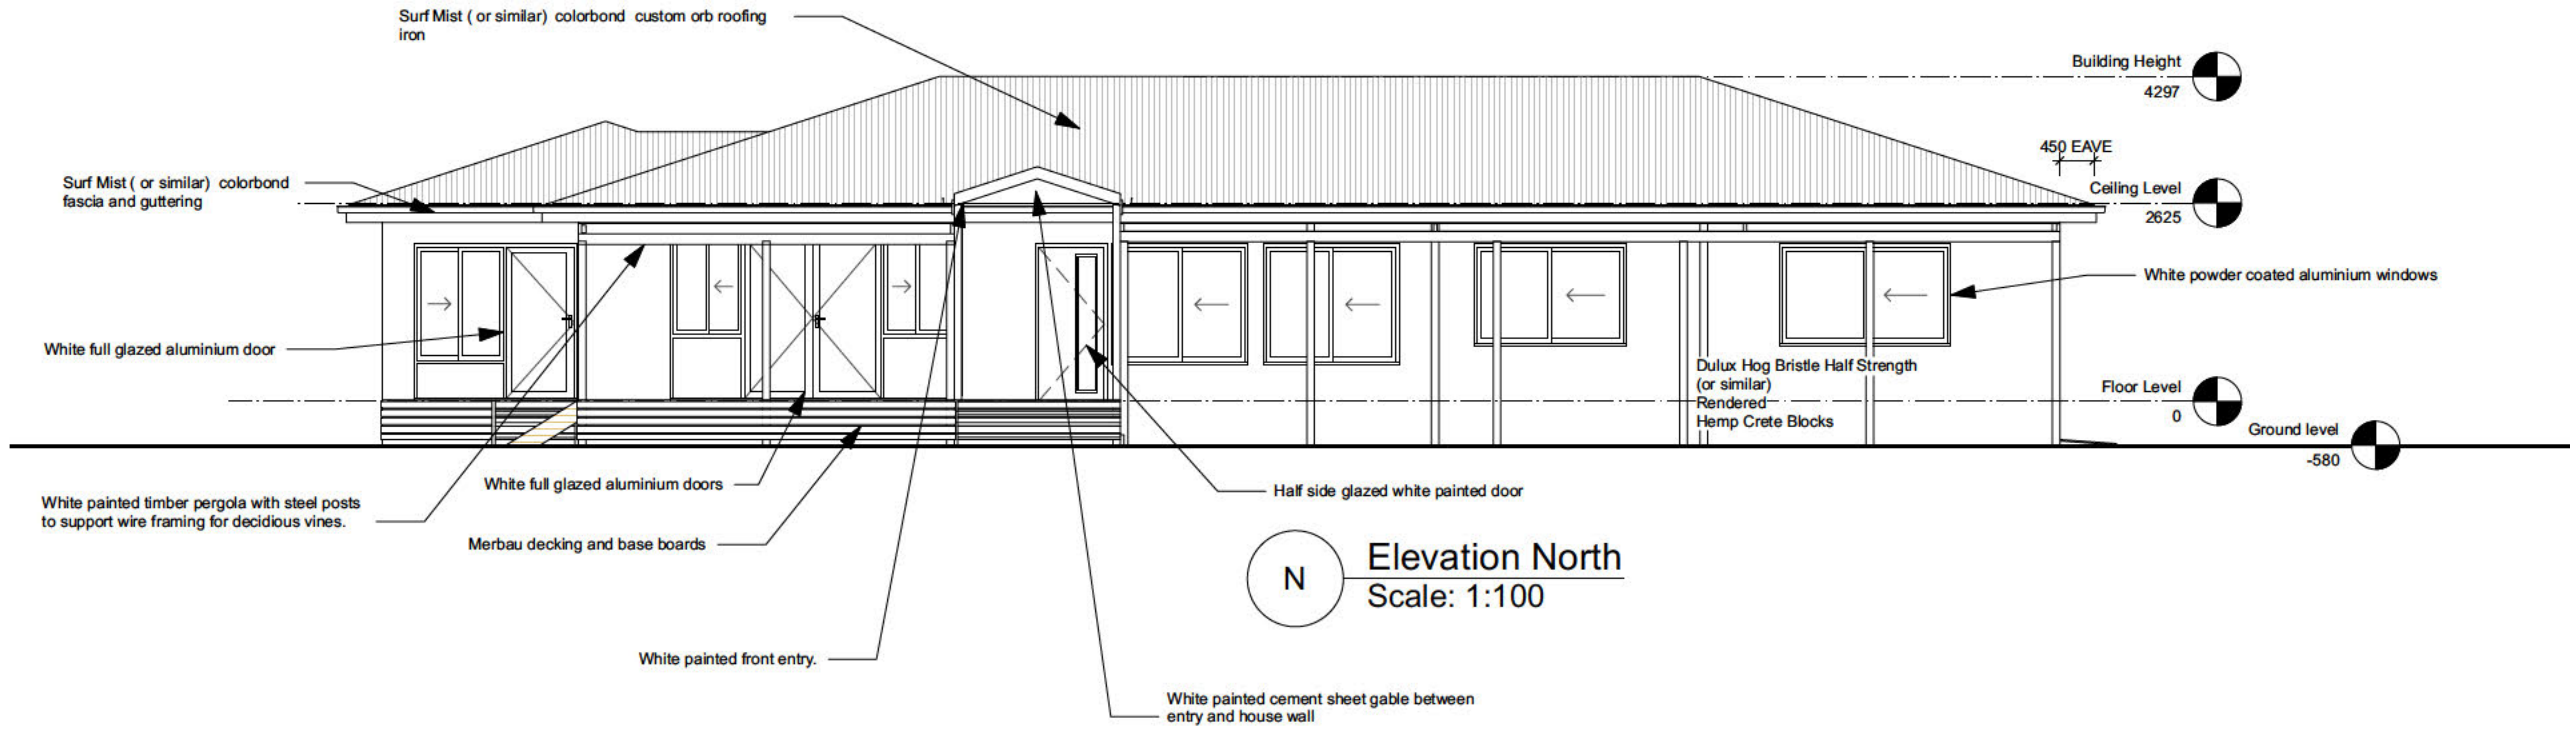 Surf Mist ( or similar) colorbond custom orb roofing
iron
Building Height
4297
450 EAVE
Surf Mist ( or similar) colorbond
fascia and guttering
Ceiling Level
2625
White powder coated aluminium windows
White full glazed aluminium door
Dulux Hog Bristle Half Strength
(or similar)
Rendered
Hemp Crete Blocks
Floor Level
0
Ground level
-580
White full glazed aluminium doors
Half side glazed white painted door
White painted timber pergola with steel posts
to support wire framing for decidious vines.
Merbau decking and base boards
N
Elevation North
Scale: 1:100
White painted front entry.
White painted cement sheet gable between
entry and house wall